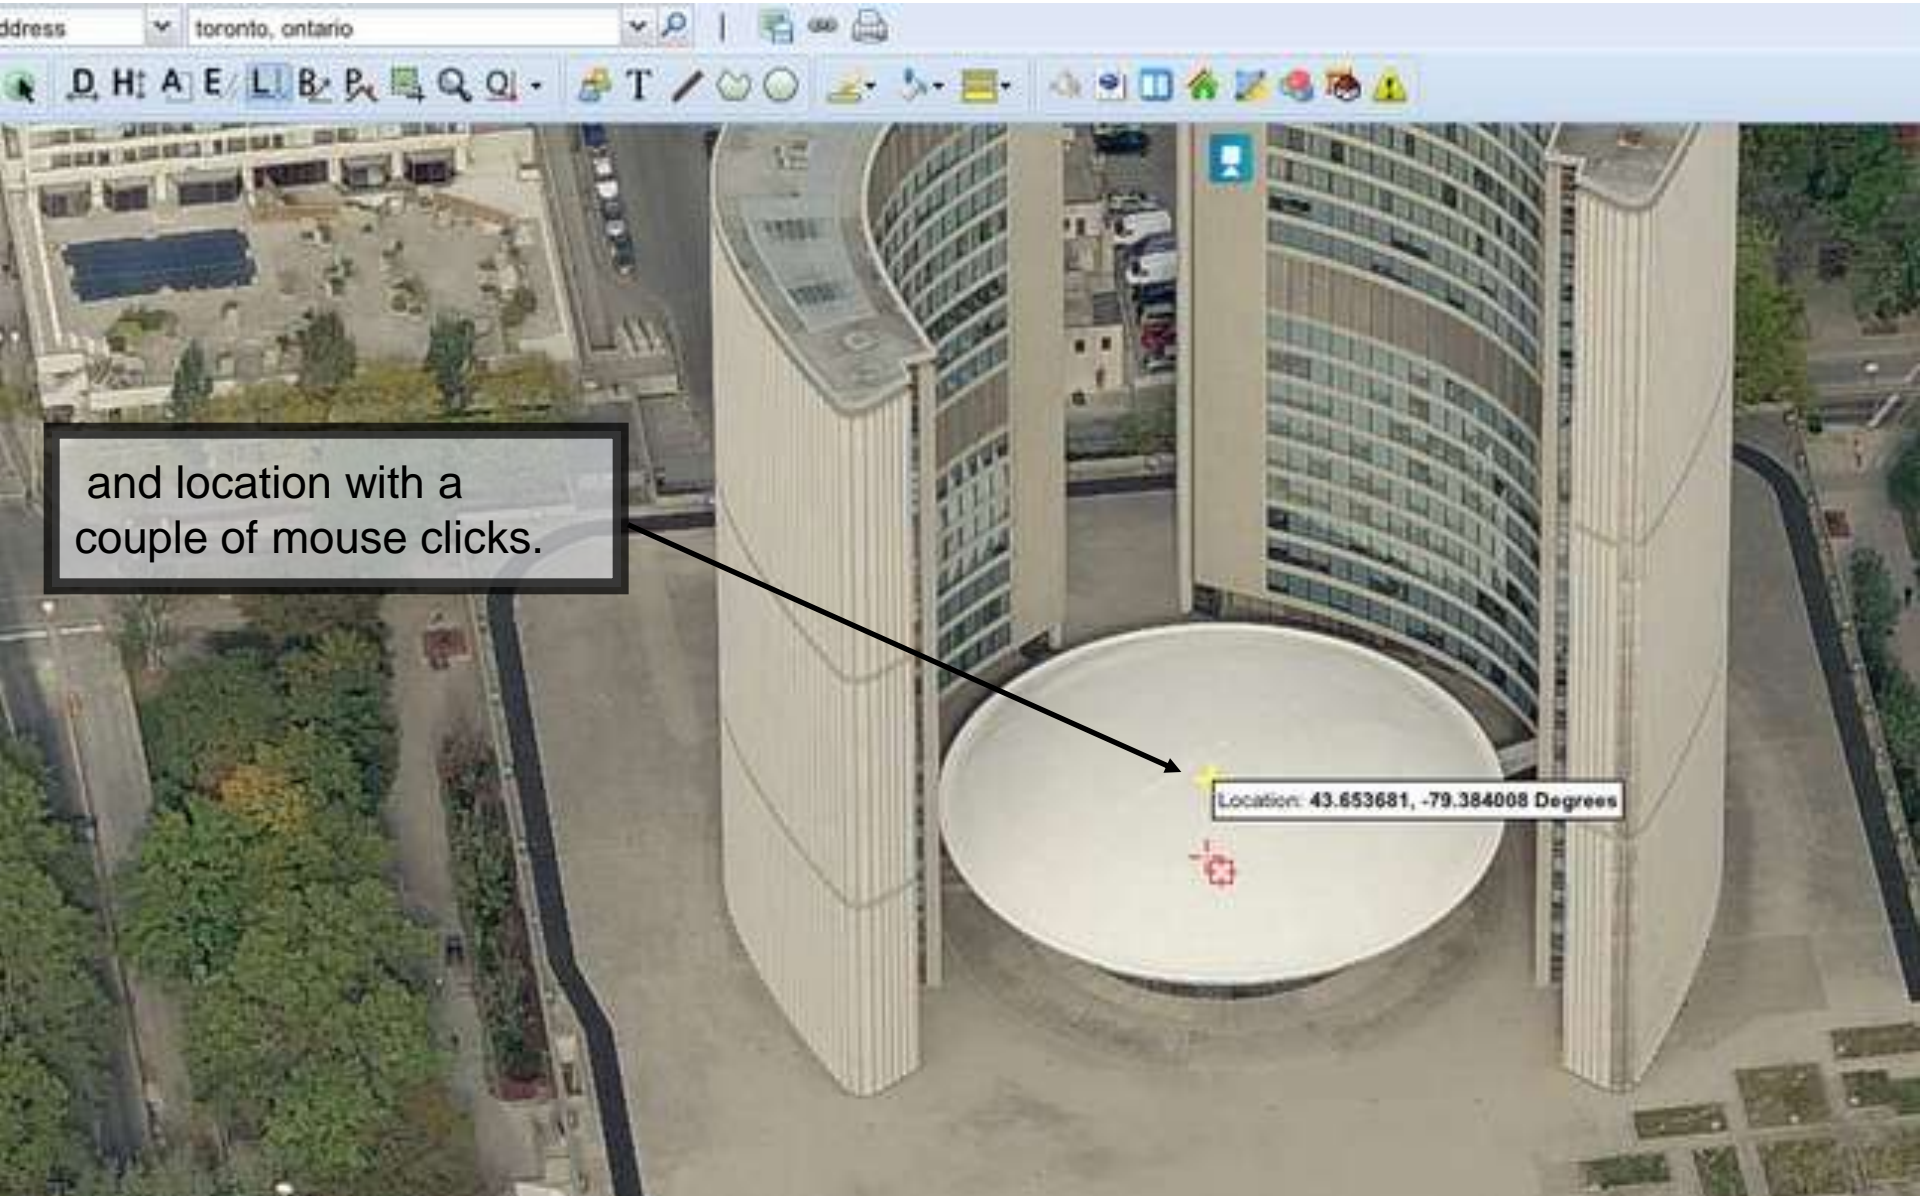 ddress
toronto, ontario
D H A E L B P Q Q T
and location with a
couple of mouse clicks.
Location: 43.653681, -79.384008 Degrees